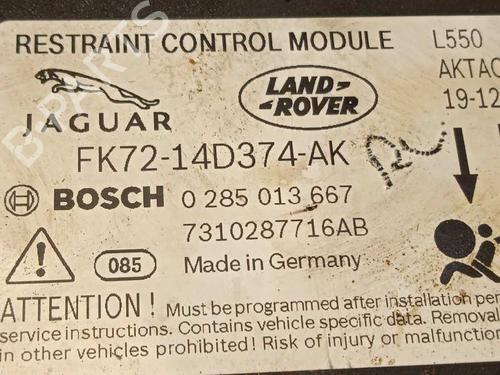 RESTRAINT CONTROL MODULE L550
AKTAC
JAGUAR LAND ROVER 19-12
FK72-14D374-AK
BOSCH 0 285 013 667
7310287716AB
085 Made in Germany
ATTENTION ! Must be programmed after installation per
service instructions. Contains vehicle specific data. Removal
in other vehicles prohibited ! Risk of injury or malfunction
B-PARTS